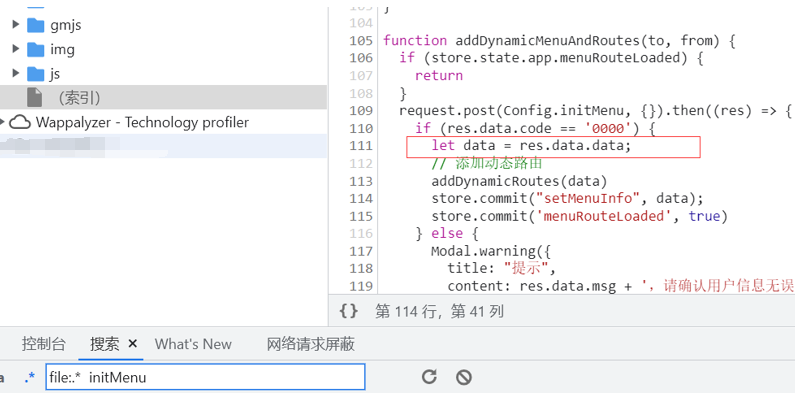 gmjs
img
js
（索引）
Wappalyzer - Technology profiler
104
105 function addDynamicMenuAndRoutes(to, from) {
106 if (store.state.app.menuRouteLoaded) {
107 return
108 }
109 request.post(Config.initMenu, {}).then((res) => {
110 if (res.data.code == '0000') {
111 let data = res.data.data;
112 // 添加动态路由
113 addDynamicRoutes(data)
114 store.commit("setMenuInfo", data);
115 store.commit('menuRouteLoaded', true)
116 } else {
117 Modal.warning({
118 title: "提示",
119 content: res.data.msg + '，请确认用户信息无误
{} 第 114 行，第 41 列
控制台 搜索 × What's New 网络请求屏蔽
.* file:.* initMenu